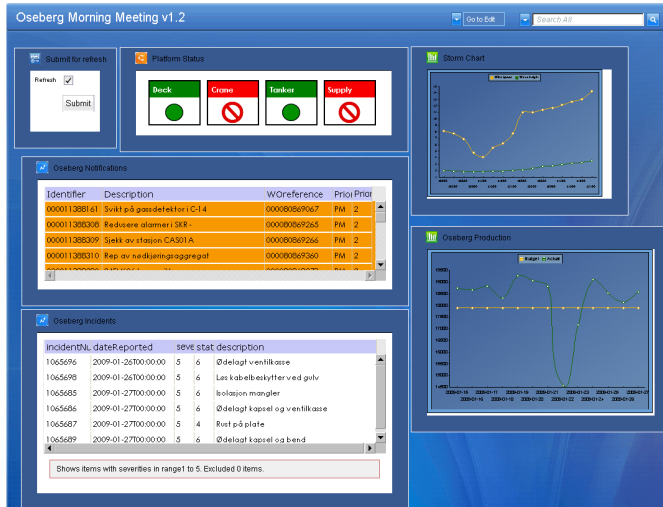 Oseberg Morning Meeting v1.2
Go to Edit
Search All
Submit for refresh
Refresh
Submit
Platform Status
Deck
Crane
Tanker
Supply
Storm Chart
Oseberg Notifications
Identifier Description WOreference Prior Prior
000011388161 Svikt på gassdetektor i C-14 000080869067 PM 2
000011388308 Redusere alarmer i SKR- 000080869265 PM 2
000011388309 Sjekk av stasjon CAS01A 000080869266 PM 2
000011388310 Rep av nødkjøringsaggregat 000080869360 PM 2
Oseberg Production
Budget Actual
Oseberg Incidents
incidentNu dateReported seve stat description
1065696 2009-01-26T00:00:00 5 6 Ødelagt ventilkasse
1065698 2009-01-26T00:00:00 5 6 Løs kabelbeskytter ved gulv
1065685 2009-01-27T00:00:00 5 6 Isolasjon mangler
1065686 2009-01-27T00:00:00 5 6 Ødelagt kapsel og ventilkasse
1065687 2009-01-27T00:00:00 5 4 Rust på plate
1065689 2009-01-27T00:00:00 5 6 Ødelagt kapsel og bend
Shows items with severities in range1 to 5. Excluded 0 items.